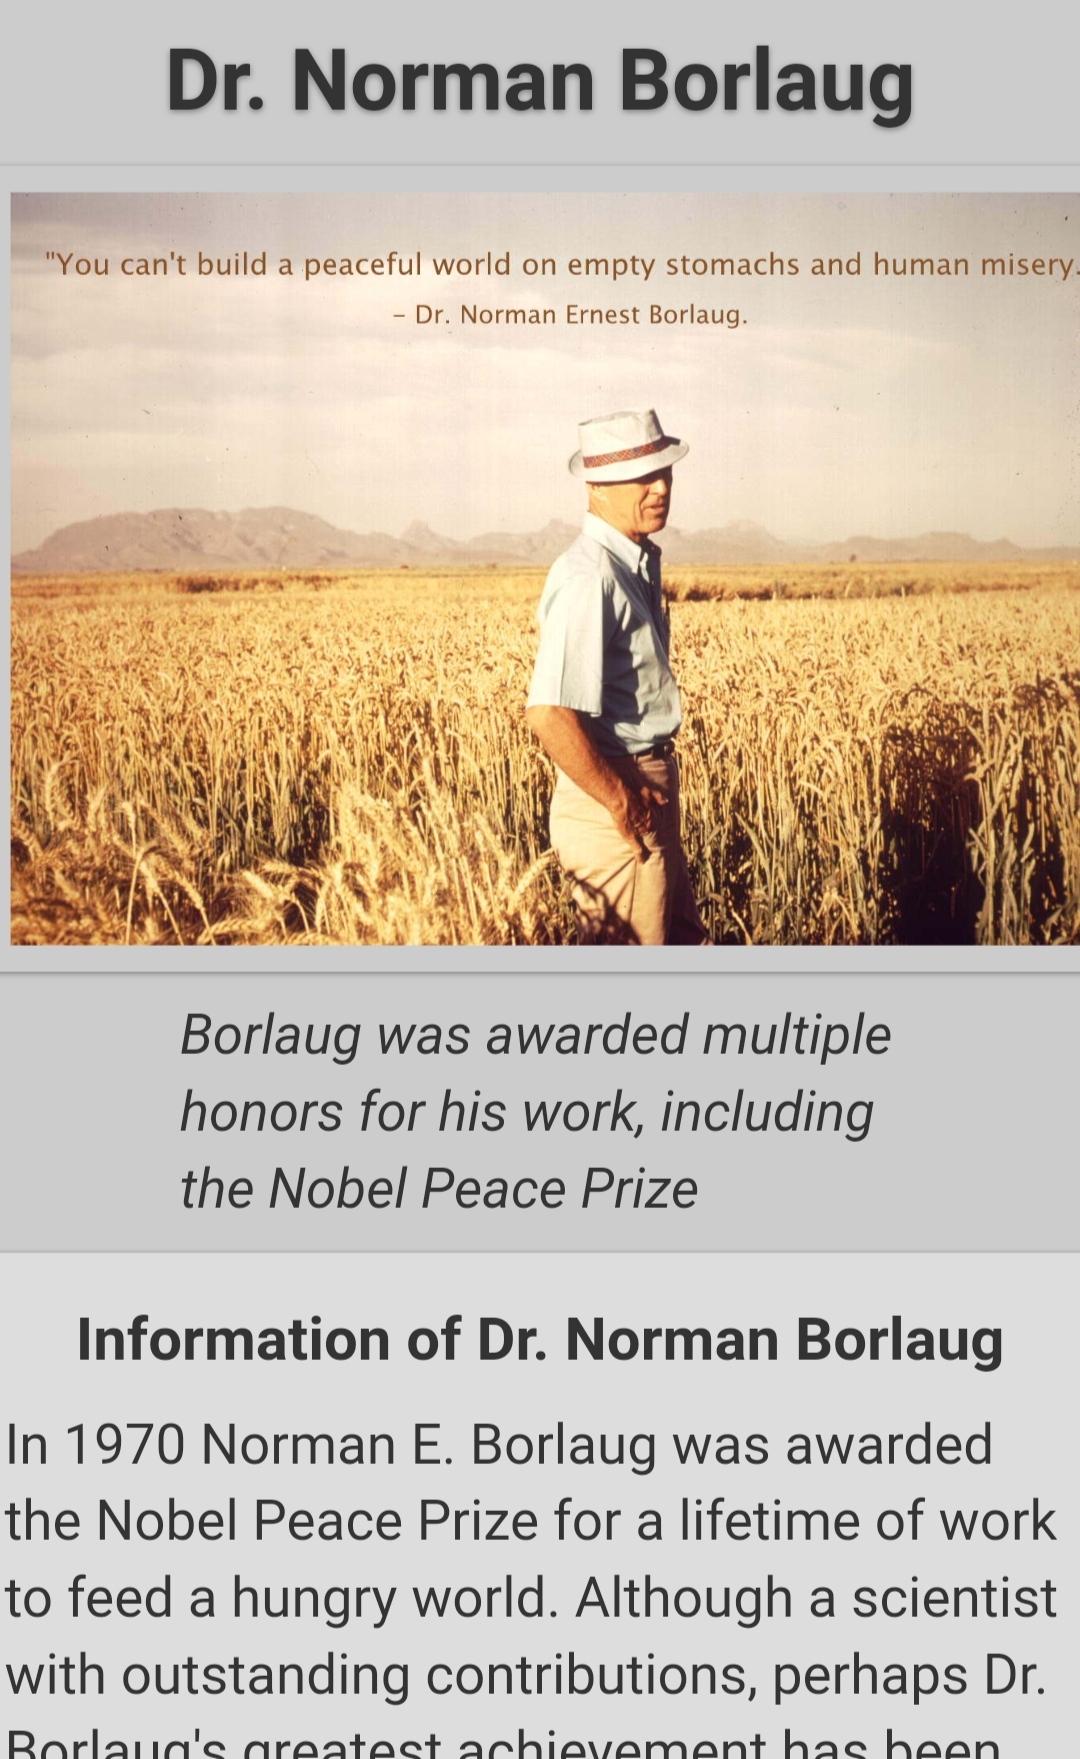 Dr. Norman Borlaug
"You can't build a peaceful world on empty stomachs and human misery.
– Dr. Norman Ernest Borlaug.
Borlaug was awarded multiple
honors for his work, including
the Nobel Peace Prize
Information of Dr. Norman Borlaug
In 1970 Norman E. Borlaug was awarded
the Nobel Peace Prize for a lifetime of work
to feed a hungry world. Although a scientist
with outstanding contributions, perhaps Dr.
Borlaug's greatest achievement has been